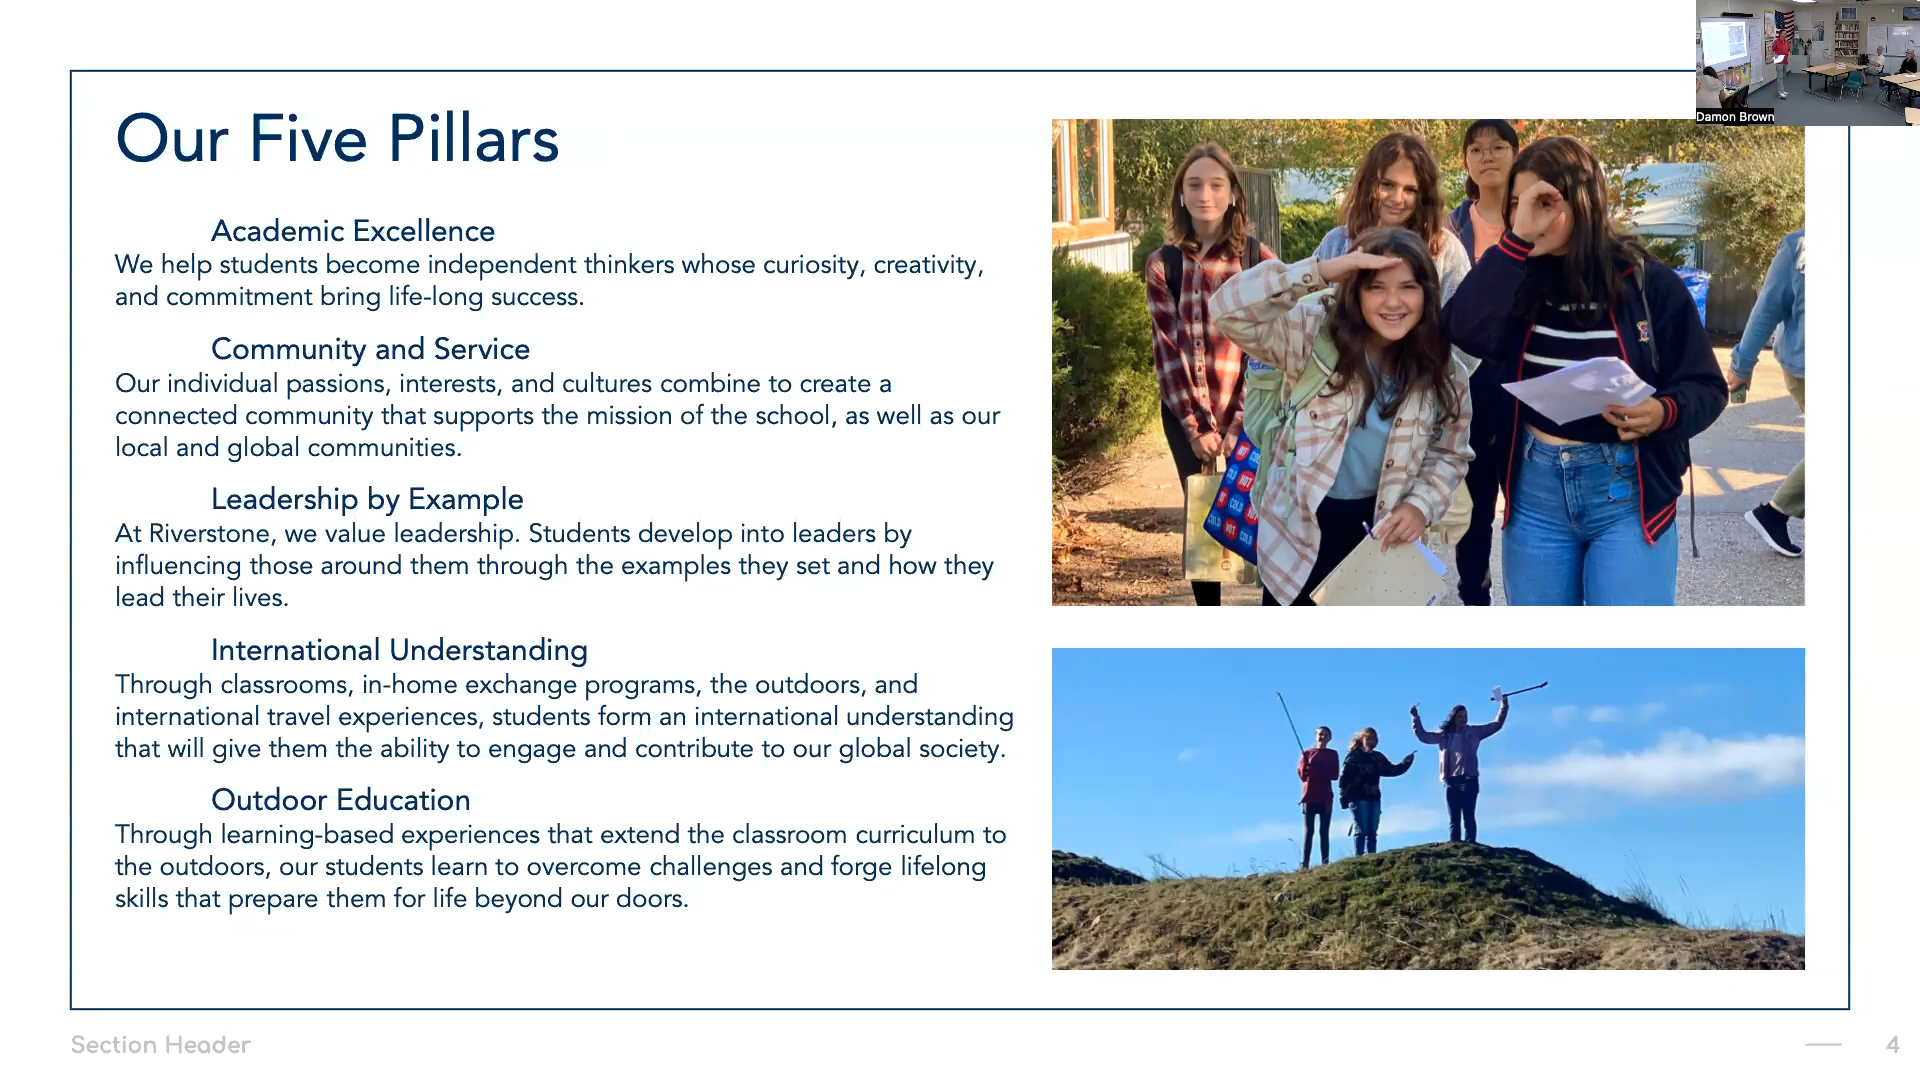 Our Five Pillars
Academic Excellence
We help students become independent thinkers whose curiosity, creativity,
and commitment bring life-long success.
Community and Service
Our individual passions, interests, and cultures combine to create a
connected community that supports the mission of the school, as well as our
local and global communities.
Leadership by Example
At Riverstone, we value leadership. Students develop into leaders by
influencing those around them through the examples they set and how they
lead their lives.
International Understanding
Through classrooms, in-home exchange programs, the outdoors, and
international travel experiences, students form an international understanding
that will give them the ability to engage and contribute to our global society.
Outdoor Education
Through learning-based experiences that extend the classroom curriculum to
the outdoors, our students learn to overcome challenges and forge lifelong
skills that prepare them for life beyond our doors.
Damon Brown
HOT
COLD
HOT
COLD
HOT
COLD
Section Header
4